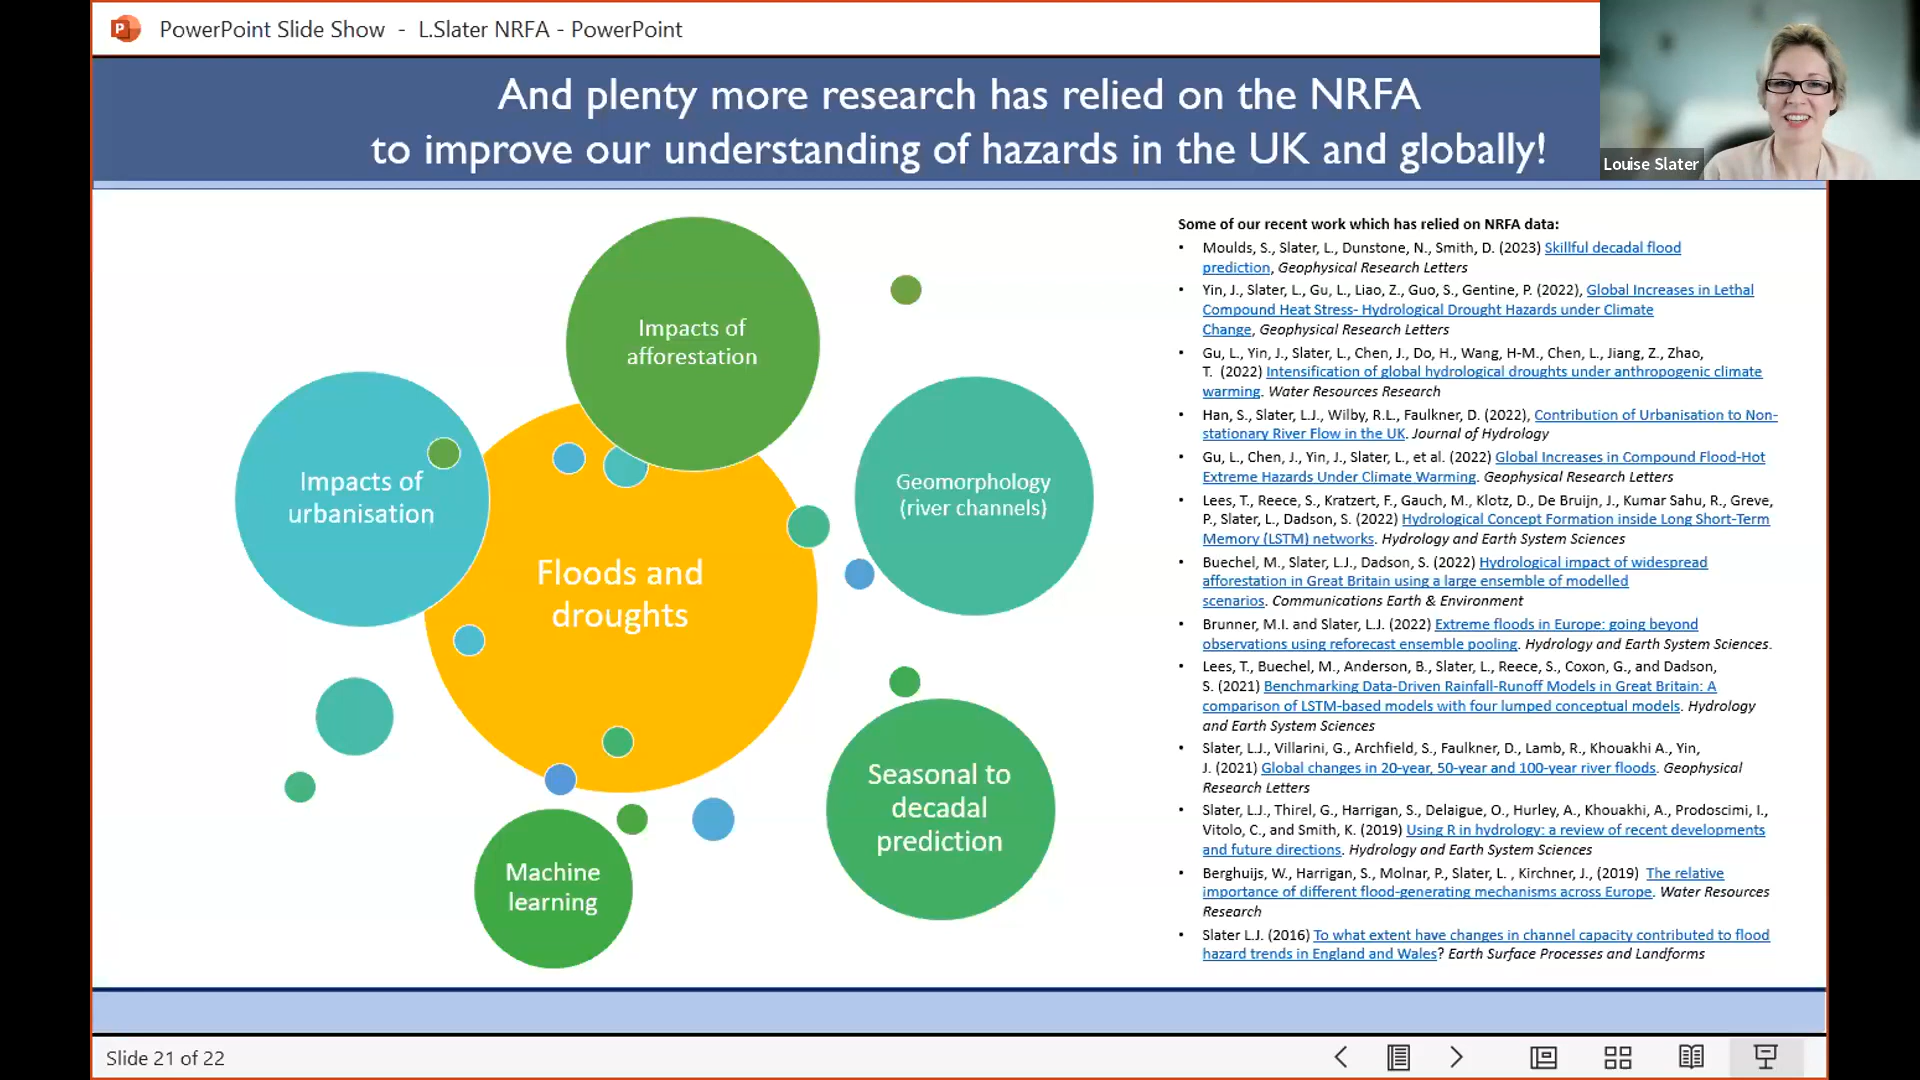 PowerPoint Slide Show - L.Slater NRFA - PowerPoint
And plenty more research has relied on the NRFA
to improve our understanding of hazards in the UK and globally!
Louise Slater
Impacts of
afforestation
Impacts of
urbanisation
Geomorphology
(river channels)
Floods and
droughts
Seasonal to
decadal
prediction
Machine
learning
Some of our recent work which has relied on NRFA data:
• Moulds, S., Slater, L., Dunstone, N., Smith, D. (2023) Skillful decadal flood
prediction, Geophysical Research Letters
• Yin, J., Slater, L., Gu, L., Liao, Z., Guo, S., Gentine, P. (2022), Global Increases in Lethal
Compound Heat Stress- Hydrological Drought Hazards under Climate
Change, Geophysical Research Letters
• Gu, L., Yin, J., Slater, L., Chen, J., Do, H., Wang, H-M., Chen, L., Jiang, Z., Zhao,
T. (2022) Intensification of global hydrological droughts under anthropogenic climate
warming. Water Resources Research
• Han, S., Slater, L.J., Wilby, R.L., Faulkner, D. (2022), Contribution of Urbanisation to Non-
stationary River Flow in the UK. Journal of Hydrology
• Gu, L., Chen, J., Yin, J., Slater, L., et al. (2022) Global Increases in Compound Flood-Hot
Extreme Hazards Under Climate Warming. Geophysical Research Letters
• Lees, T., Reece, S., Kratzert, F., Gauch, M., Klotz, D., De Bruijn, J., Kumar Sahu, R., Greve,
P., Slater, L., Dadson, S. (2022) Hydrological Concept Formation inside Long Short-Term
Memory (LSTM) networks. Hydrology and Earth System Sciences
• Buechel, M., Slater, L.J., Dadson, S. (2022) Hydrological impact of widespread
afforestation in Great Britain using a large ensemble of modelled
scenarios. Communications Earth & Environment
• Brunner, M.I. and Slater, L.J. (2022) Extreme floods in Europe: going beyond
observations using reforecast ensemble pooling. Hydrology and Earth System Sciences.
• Lees, T., Buechel, M., Anderson, B., Slater, L., Reece, S., Coxon, G., and Dadson,
S. (2021) Benchmarking Data-Driven Rainfall-Runoff Models in Great Britain: A
comparison of LSTM-based models with four lumped conceptual models. Hydrology
and Earth System Sciences
• Slater, L.J., Villarini, G., Archfield, S., Faulkner, D., Lamb, R., Khouakhi A., Yin,
J. (2021) Global changes in 20-year, 50-year and 100-year river floods. Geophysical
Research Letters
• Slater, L.J., Thirel, G., Harrigan, S., Delaigue, O., Hurley, A., Khouakhi, A., Prodoscimi, I.,
Vitolo, C., and Smith, K. (2019) Using R in hydrology: a review of recent developments
and future directions. Hydrology and Earth System Sciences
• Berghuijs, W., Harrigan, S., Molnar, P., Slater, L. , Kirchner, J., (2019) The relative
importance of different flood-generating mechanisms across Europe. Water Resources
Research
• Slater L.J. (2016) To what extent have changes in channel capacity contributed to flood
hazard trends in England and Wales? Earth Surface Processes and Landforms
Slide 21 of 22